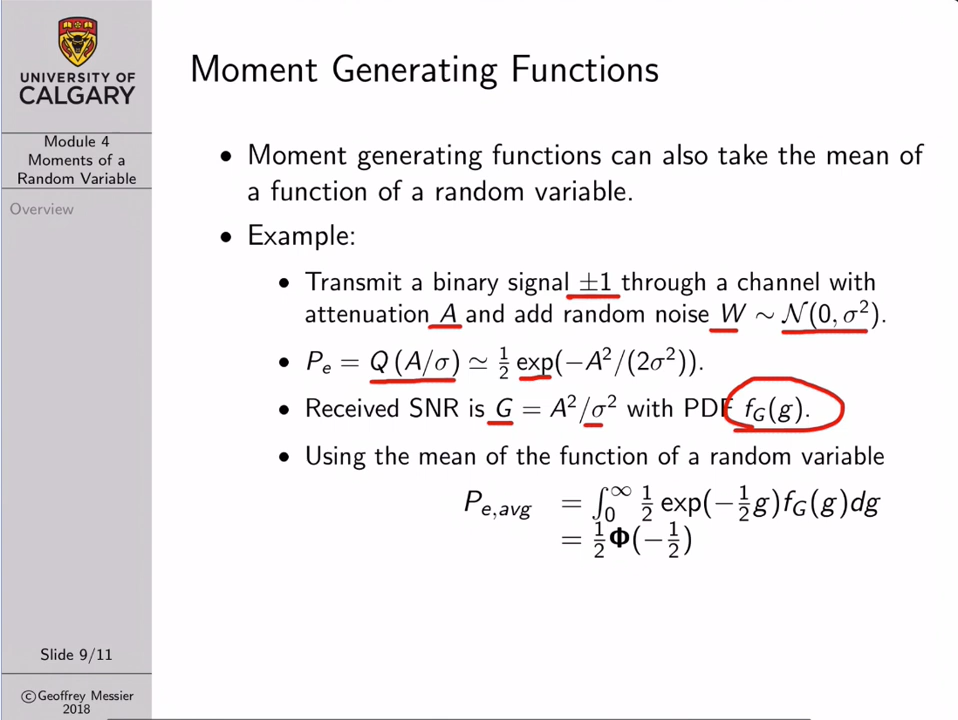 UNIVERSITY OF
CALGARY
Module 4
Moments of a
Random Variable
Overview
Moment Generating Functions
• Moment generating functions can also take the mean of
a function of a random variable.
• Example:
• Transmit a binary signal ±1 through a channel with
attenuation A and add random noise W ∼ N(0, σ²).
• Pₑ = Q (A/σ) ≃ ½ exp(−A²/(2σ²)).
• Received SNR is G = A²/σ² with PDF f_G(g).
• Using the mean of the function of a random variable
P_{e,avg} = ∫₀^∞ ½ exp(−½g)f_G(g)dg
= ½Φ(−½)
Slide 9/11
©Geoffrey Messier
2018